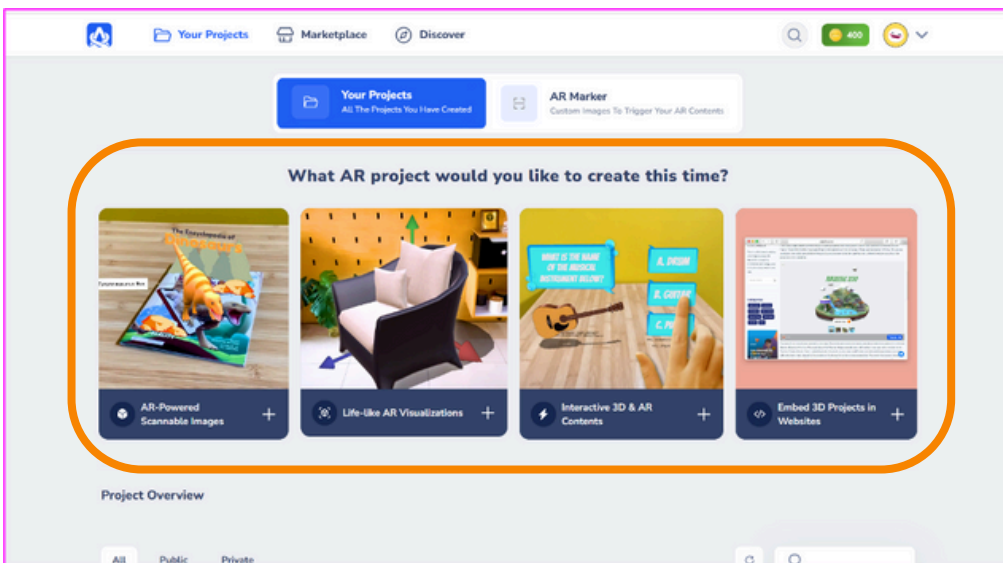 Your Projects
Marketplace
Discover
400
Your Projects
All The Projects You Have Created
AR Marker
Custom Images To Trigger Your AR Contents
What AR project would you like to create this time?
The Encyclopedia of
DINOSAURS
WHAT IS THE NAME
OF THE MUSICAL
INSTRUMENT BELOW?
A. DRUM
B. GUITAR
AR-Powered
Scannable Images
Life-like AR Visualizations
Interactive 3D & AR
Contents
Embed 3D Projects in
Websites
Project Overview
All
Public
Private